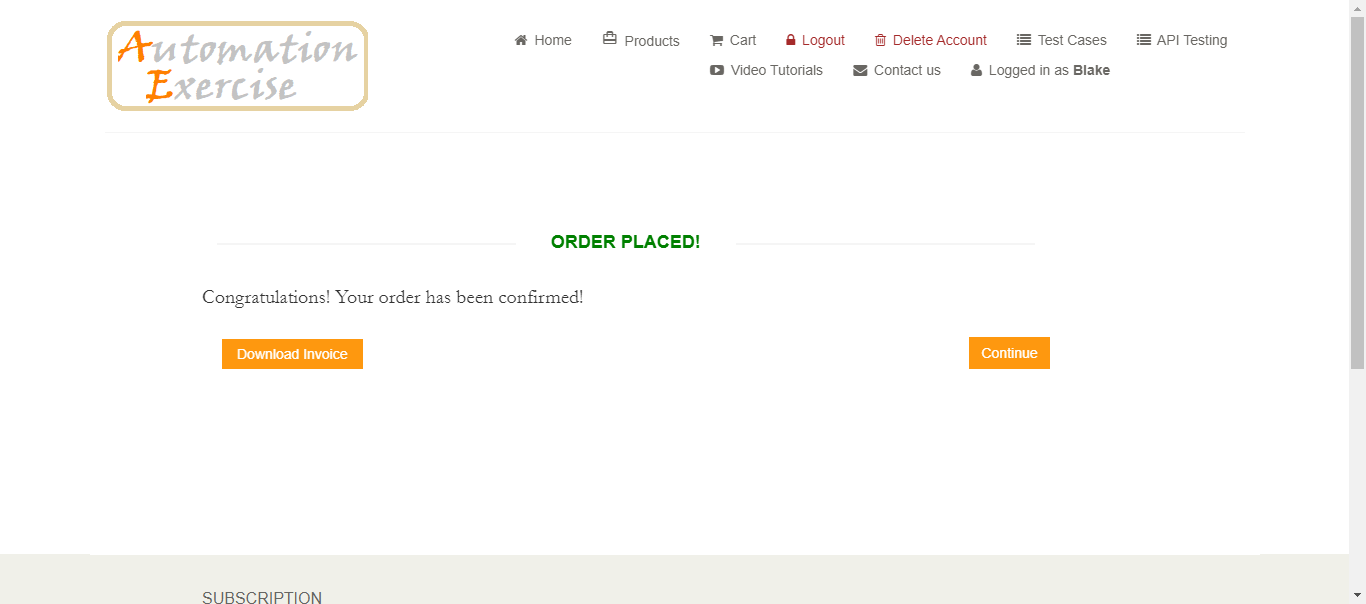 Automation
Exercise
Home Products Cart Logout Delete Account Test Cases API Testing
Video Tutorials Contact us Logged in as Blake
ORDER PLACED!
Congratulations! Your order has been confirmed!
Download Invoice Continue
SUBSCRIPTION